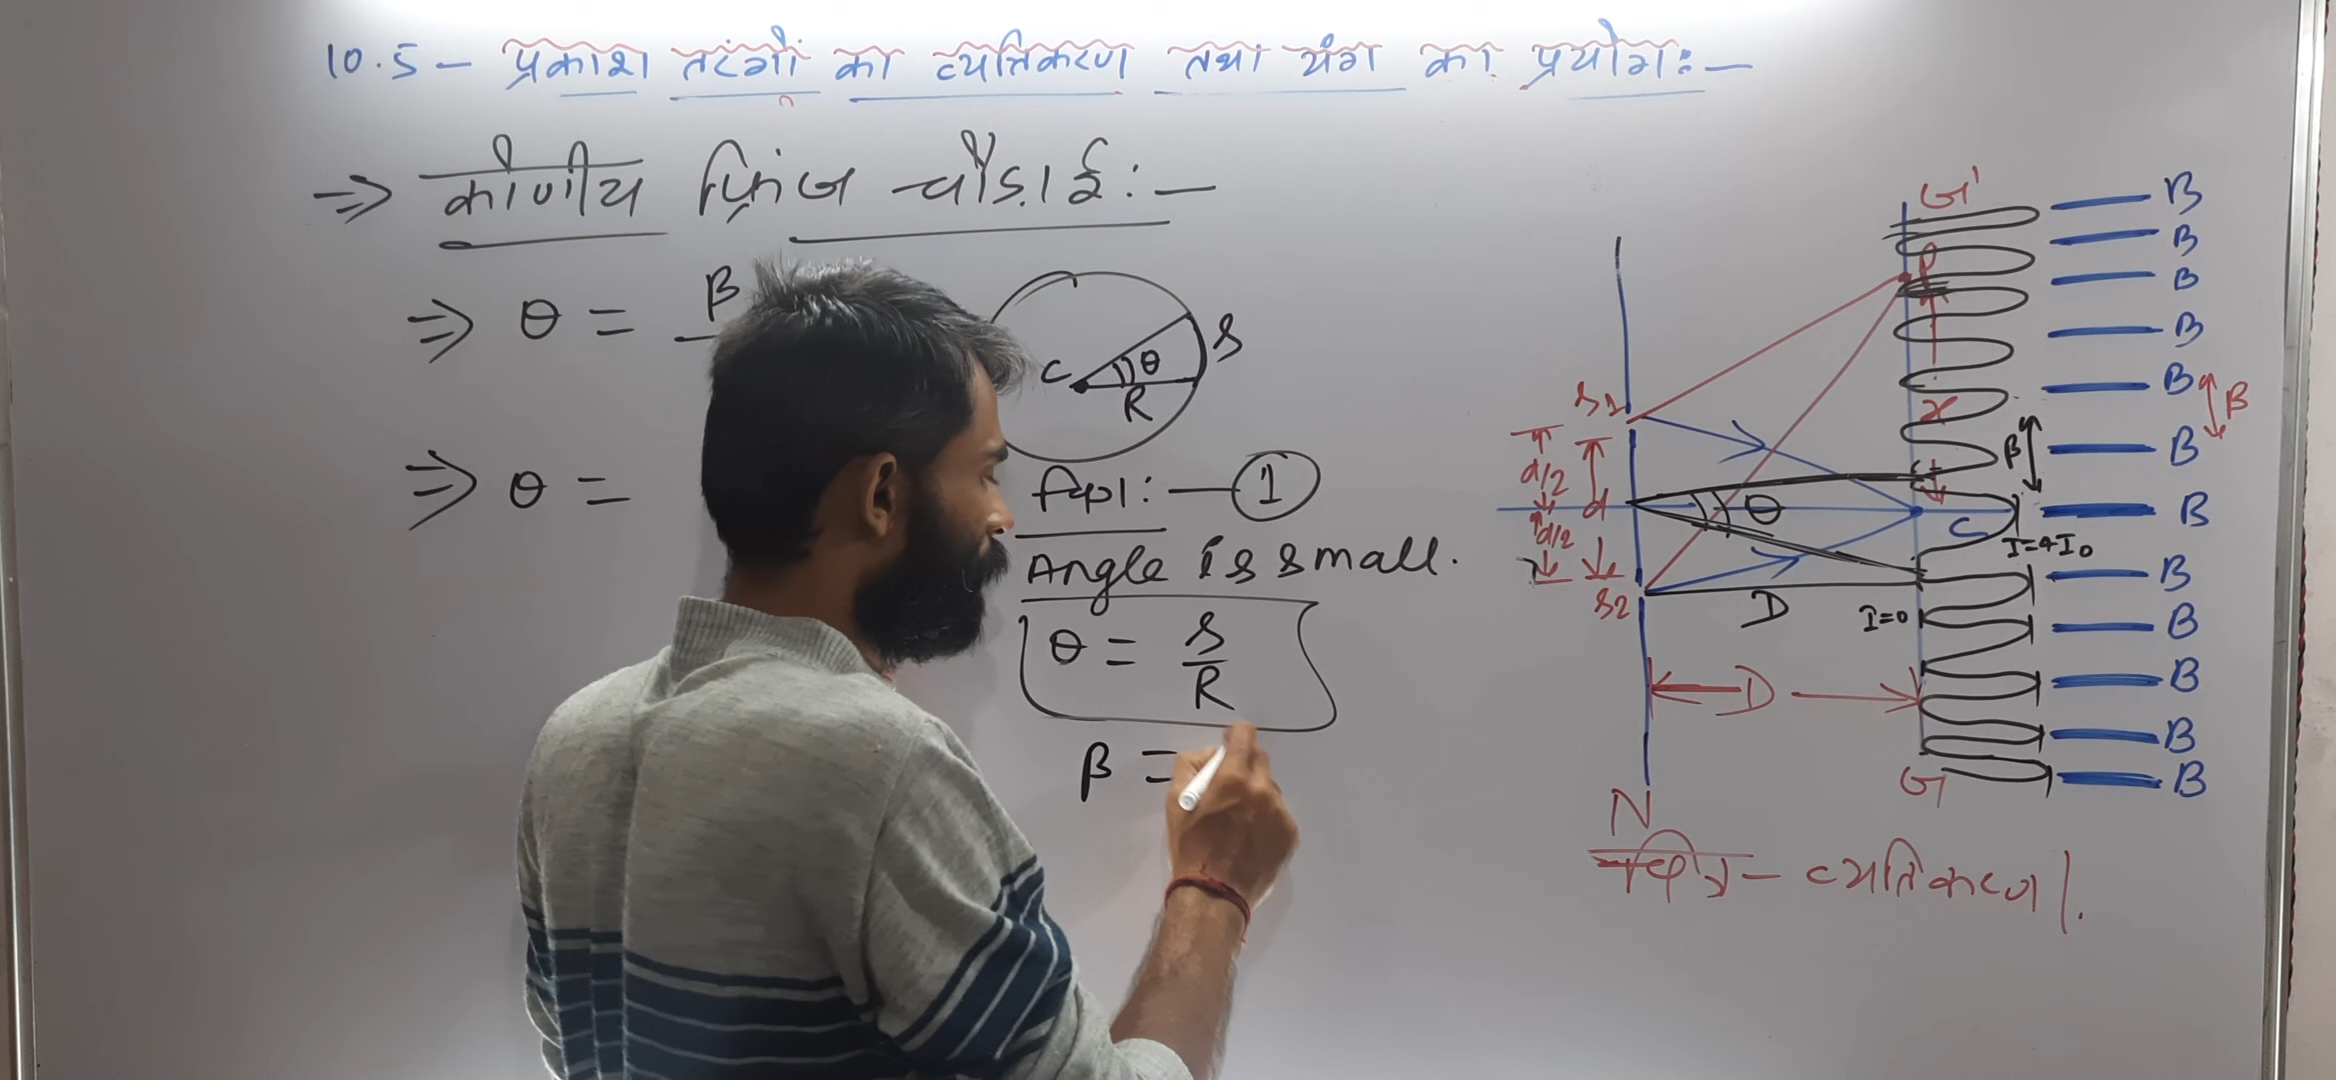 10.5 - प्रकाश तरंगों का व्यतिकरण तथा यंग का प्रयोगः—
⇒ कोणीय फ्रिंज चौड़ाईः—
⇒ θ = β
C θ R s
⇒ θ =
①
Angle is small.
θ = s/R
β =
G'
P
S1
x
d/2
d
d/2
θ
C
β
I=4I₀
S2
D
I=0
D
B
B
B
B
B
β
B
B
B
B
B
B
B
N
G
चित्र - व्यतिकरण।.